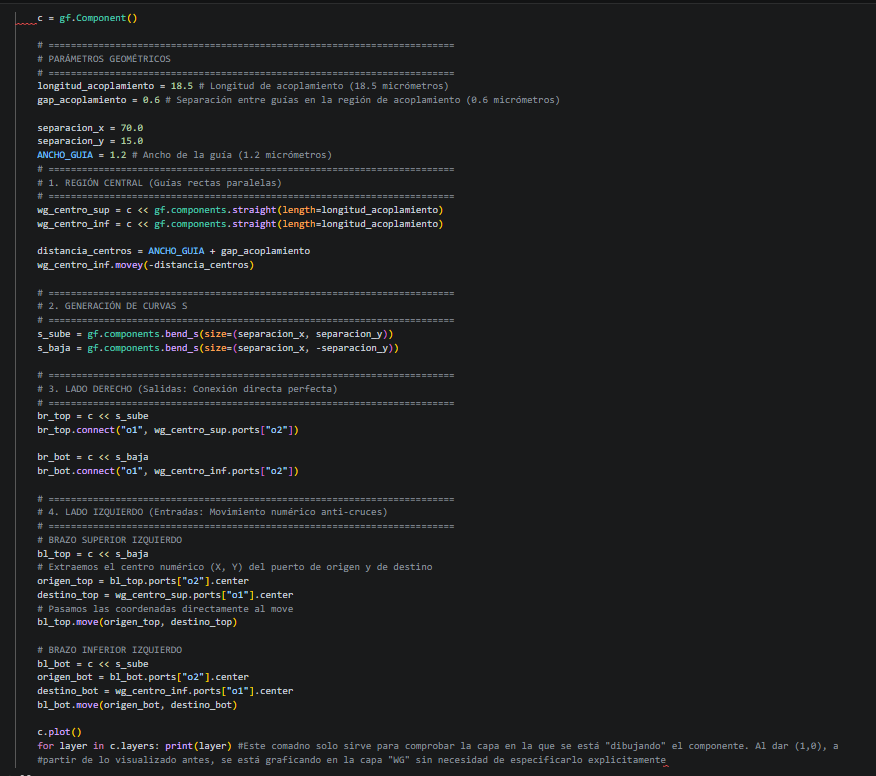 c = gf.Component()
# ==========================================================================
# PARÁMETROS GEOMÉTRICOS
# ==========================================================================
longitud_acoplamiento = 18.5 # Longitud de acoplamiento (18.5 micrómetros)
gap_acoplamiento = 0.6 # Separación entre guías en la región de acoplamiento (0.6 micrómetros)
separacion_x = 70.0
separacion_y = 15.0
ANCHO_GUIA = 1.2 # Ancho de la guía (1.2 micrómetros)
# ==========================================================================
# 1. REGIÓN CENTRAL (Guías rectas paralelas)
# ==========================================================================
wg_centro_sup = c << gf.components.straight(length=longitud_acoplamiento)
wg_centro_inf = c << gf.components.straight(length=longitud_acoplamiento)
distancia_centros = ANCHO_GUIA + gap_acoplamiento
wg_centro_inf.movey(-distancia_centros)
# ==========================================================================
# 2. GENERACIÓN DE CURVAS S
# ==========================================================================
s_sube = gf.components.bend_s(size=(separacion_x, separacion_y))
s_baja = gf.components.bend_s(size=(separacion_x, -separacion_y))
# ==========================================================================
# 3. LADO DERECHO (Salidas: Conexión directa perfecta)
# ==========================================================================
br_top = c << s_sube
br_top.connect("o1", wg_centro_sup.ports["o2"])
br_bot = c << s_baja
br_bot.connect("o1", wg_centro_inf.ports["o2"])
# ==========================================================================
# 4. LADO IZQUIERDO (Entradas: Movimiento numérico anti-cruces)
# ==========================================================================
# BRAZO SUPERIOR IZQUIERDO
bl_top = c << s_baja
# Extraemos el centro numérico (X, Y) del puerto de origen y de destino
origen_top = bl_top.ports["o2"].center
destino_top = wg_centro_sup.ports["o1"].center
# Pasamos las coordenadas directamente al move
bl_top.move(origen_top, destino_top)
# BRAZO INFERIOR IZQUIERDO
bl_bot = c << s_sube
origen_bot = bl_bot.ports["o2"].center
destino_bot = wg_centro_inf.ports["o1"].center
bl_bot.move(origen_bot, destino_bot)
c.plot()
for layer in c.layers: print(layer) #Este comadno solo sirve para comprobar la capa en la que se está "dibujando" el componente. Al dar (1,0), a
#partir de lo visualizado antes, se está graficando en la capa "WG" sin necesidad de especificarlo explicitamente